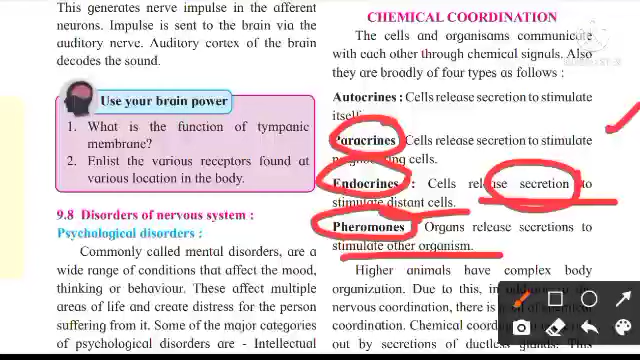 This generates nerve impulse in the afferent
neurons. Impulse is sent to the brain via the
auditory nerve. Auditory cortex of the brain
decodes the sound.
Use your brain power
1. What is the function of tympanic
membrane?
2. Enlist the various receptors found at
various location in the body.
9.8 Disorders of nervous system :
Psychological disorders :
Commonly called mental disorders, are a
wide range of conditions that affect the mood,
thinking or behaviour. These affect multiple
areas of life and create distress for the person
suffering from it. Some of the major categories
of psychological disorders are - Intellectual
CHEMICAL COORDINATION
The cells and organisams communicate
with each other through chemical signals. Also
they are broadly of four types as follows :
Autocrines : Cells release secretion to stimulate
itself.
Paracrines : Cells release secretion to stimulate
neighbouring cells.
Endocrines : Cells release secretion to
stimulate distant cells.
Pheromones : Organs release secretions to
stimulate other organism.
Higher animals have complex body
organization. Due to this, in addition to the
nervous coordination, there is need of chemical
coordination. Chemical coordination
out by secretions of ductless glands. This